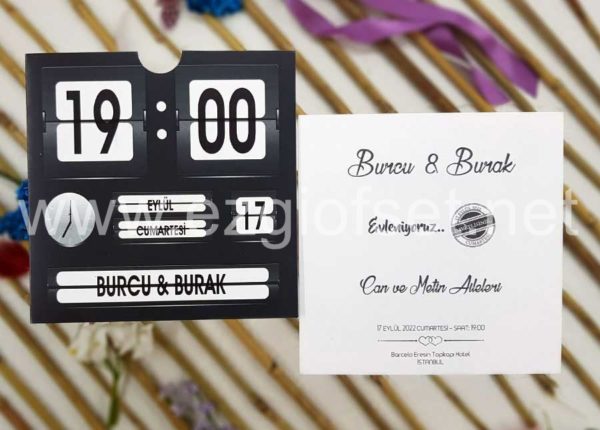 19:00
EYLÜL
17
CUMARTESİ
BURCU & BURAK
Burcu & Burak
Evleniyoruz..
Can ve Metin Aileleri
17 EYLÜL 2022 CUMARTESİ - SAAT: 19:00
Barcelo Eresin Topkapı Hotel
İSTANBUL
www.ezgiofset.net